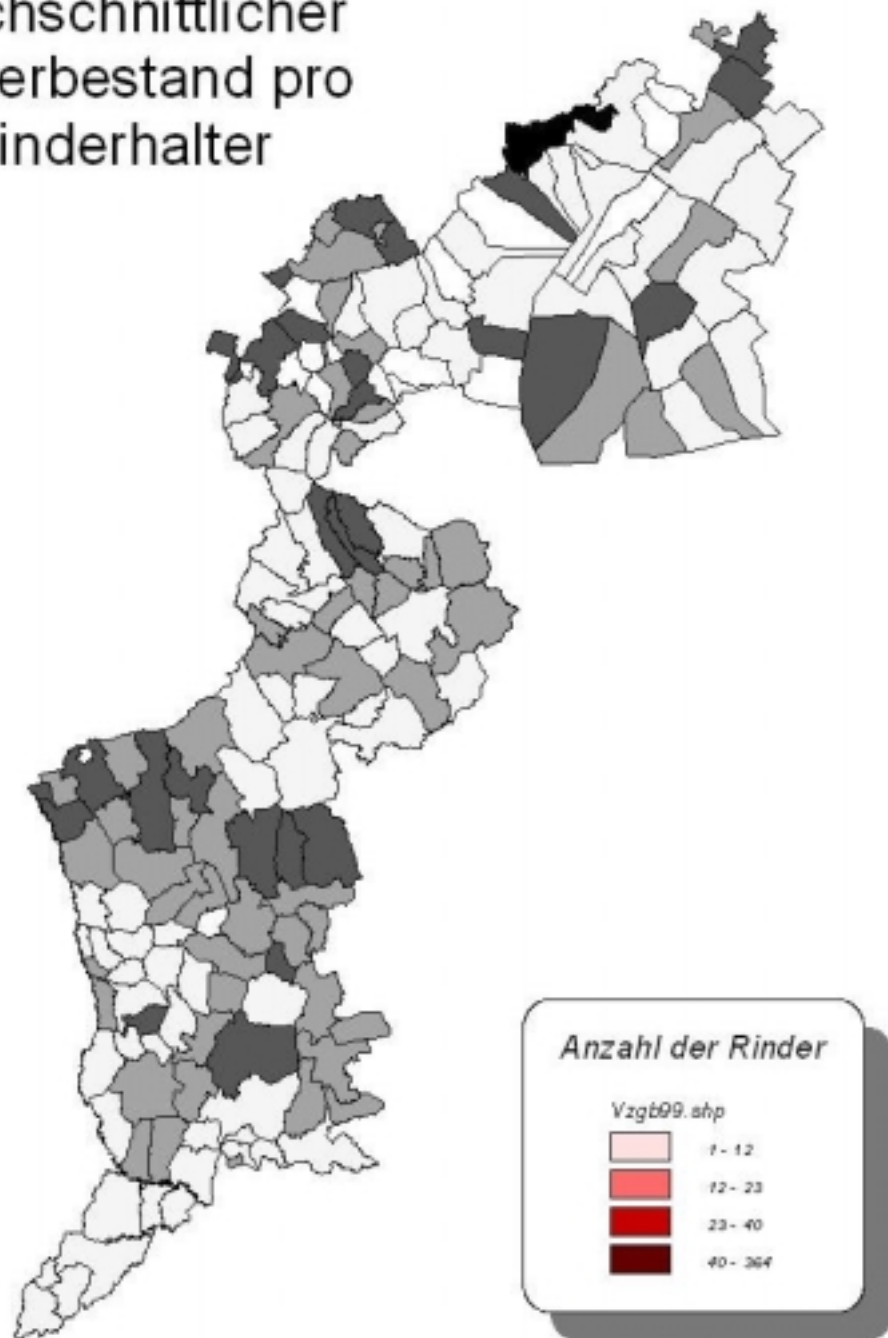 chschnittlicher
erbestand pro
inderhalter
Anzahl der Rinder
Vzgb99.shp
1 - 12
12 - 23
23 - 40
40 - 364